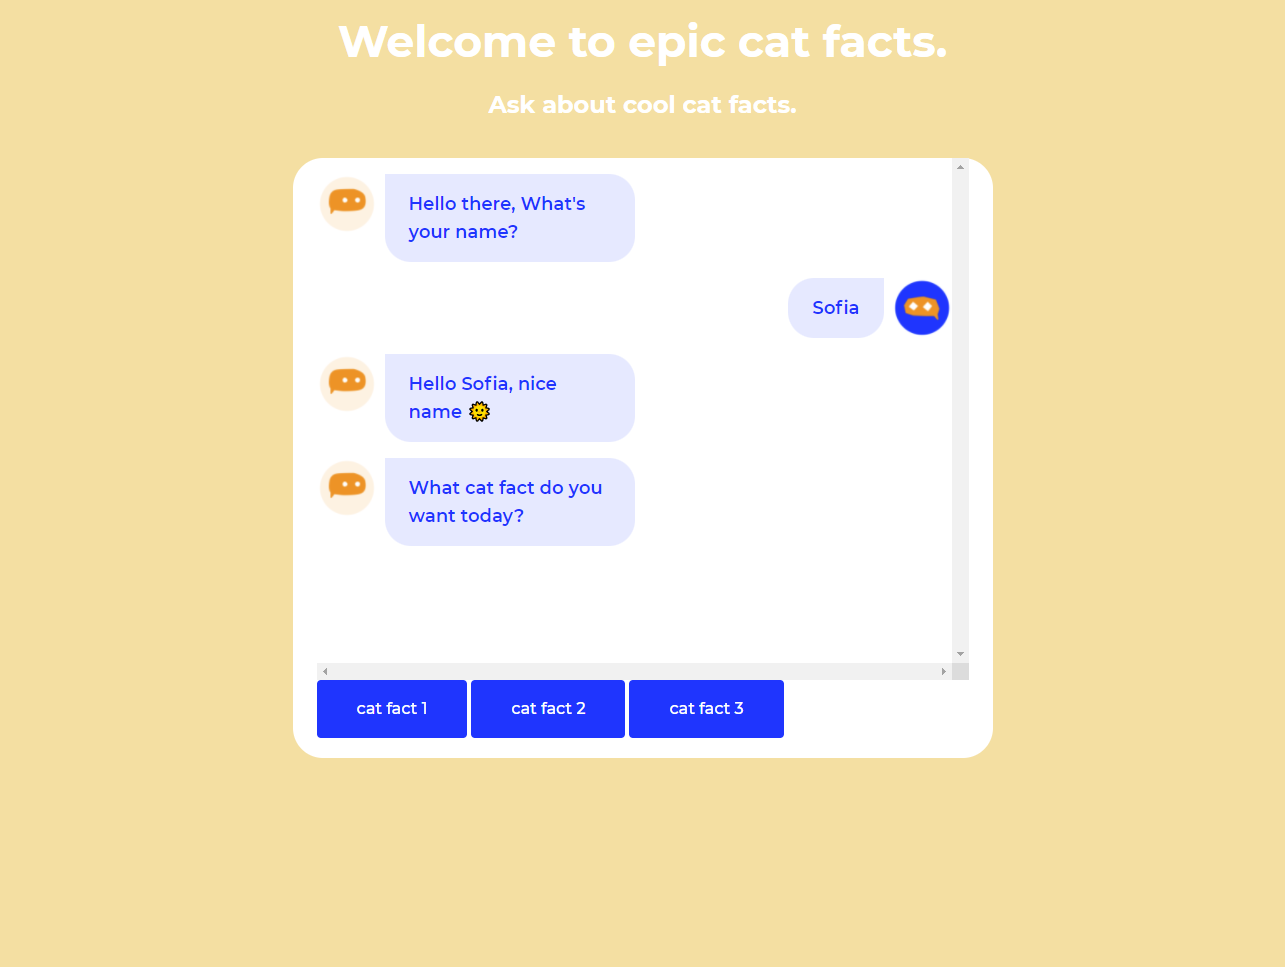 Welcome to epic cat facts.
Ask about cool cat facts.
Hello there, What's
your name?
Sofia
Hello Sofia, nice
name 🌞
What cat fact do you
want today?
cat fact 1
cat fact 2
cat fact 3